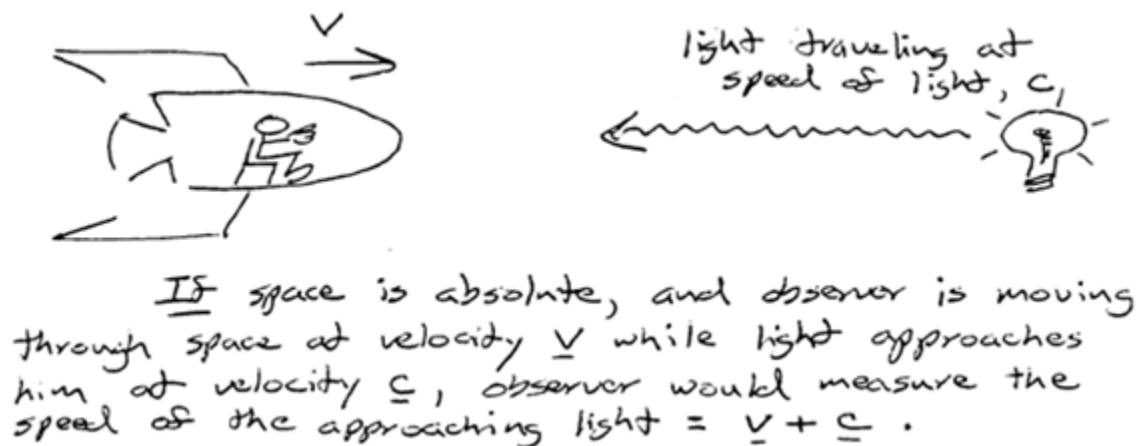 V
light traveling at
speed of light, c
If space is absolute, and observer is moving
through space at velocity v while light approaches
him at velocity c, observer would measure the
speed of the approaching light = v + c .